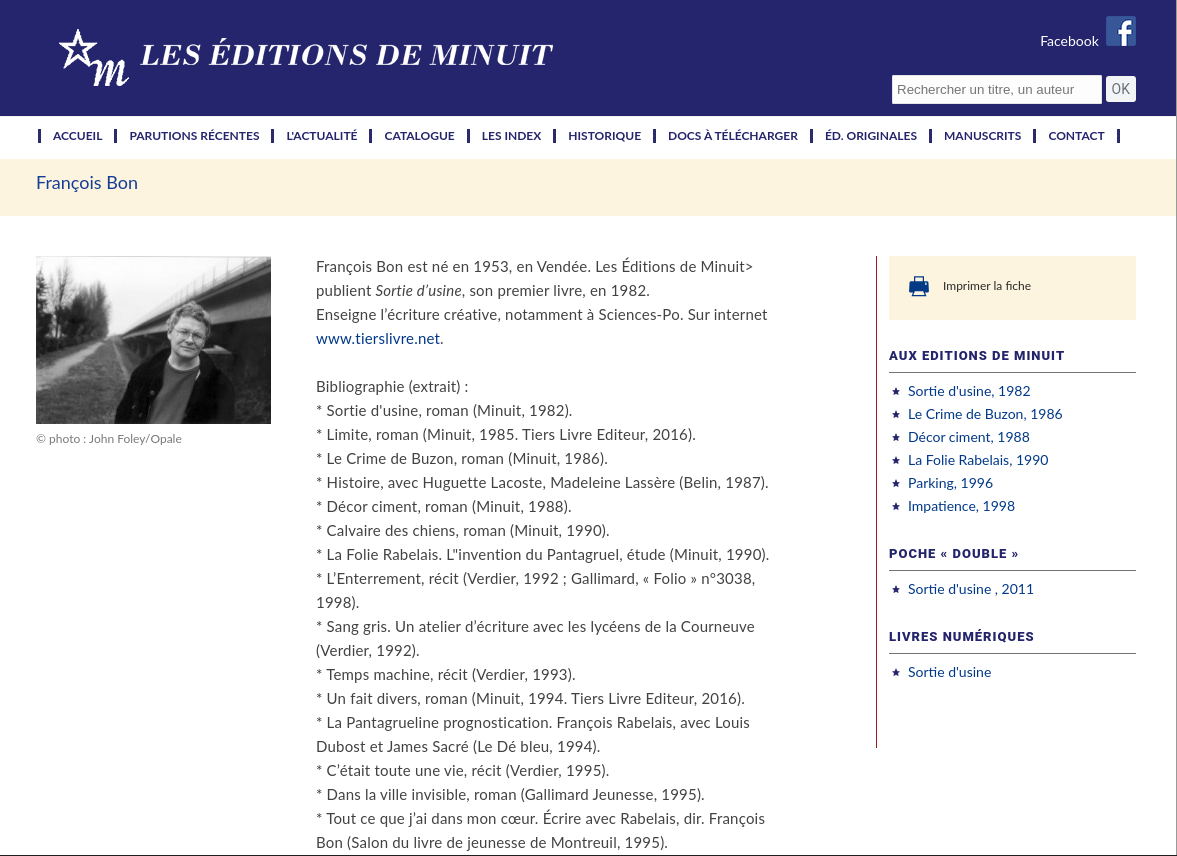 LES ÉDITIONS DE MINUIT
m
Facebook
f
Rechercher un titre, un auteur
OK
ACCUEIL
PARUTIONS RÉCENTES
L'ACTUALITÉ
CATALOGUE
LES INDEX
HISTORIQUE
DOCS À TÉLÉCHARGER
ÉD. ORIGINALES
MANUSCRITS
CONTACT
François Bon
© photo : John Foley/Opale
François Bon est né en 1953, en Vendée. Les Éditions de Minuit>
publient Sortie d’usine, son premier livre, en 1982.
Enseigne l’écriture créative, notamment à Sciences-Po. Sur internet
www.tierslivre.net.
Bibliographie (extrait) :
* Sortie d'usine, roman (Minuit, 1982).
* Limite, roman (Minuit, 1985. Tiers Livre Editeur, 2016).
* Le Crime de Buzon, roman (Minuit, 1986).
* Histoire, avec Huguette Lacoste, Madeleine Lassère (Belin, 1987).
* Décor ciment, roman (Minuit, 1988).
* Calvaire des chiens, roman (Minuit, 1990).
* La Folie Rabelais. L"invention du Pantagruel, étude (Minuit, 1990).
* L’Enterrement, récit (Verdier, 1992 ; Gallimard, « Folio » n°3038,
1998).
* Sang gris. Un atelier d’écriture avec les lycéens de la Courneuve
(Verdier, 1992).
* Temps machine, récit (Verdier, 1993).
* Un fait divers, roman (Minuit, 1994. Tiers Livre Editeur, 2016).
* La Pantagrueline prognostication. François Rabelais, avec Louis
Dubost et James Sacré (Le Dé bleu, 1994).
* C’était toute une vie, récit (Verdier, 1995).
* Dans la ville invisible, roman (Gallimard Jeunesse, 1995).
* Tout ce que j’ai dans mon cœur. Écrire avec Rabelais, dir. François
Bon (Salon du livre de jeunesse de Montreuil, 1995).
Imprimer la fiche
AUX EDITIONS DE MINUIT
Sortie d'usine, 1982
Le Crime de Buzon, 1986
Décor ciment, 1988
La Folie Rabelais, 1990
Parking, 1996
Impatience, 1998
POCHE « DOUBLE »
Sortie d'usine , 2011
LIVRES NUMÉRIQUES
Sortie d'usine